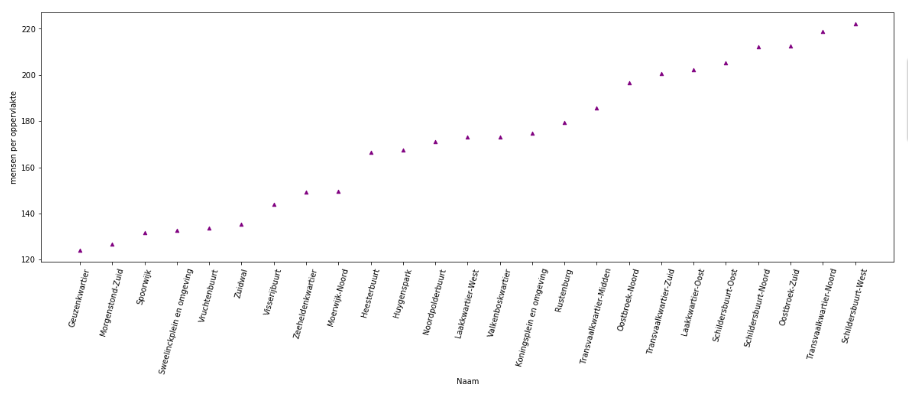 220
200
180
160
140
120
mensen per oppervlakte
Geuzenkwartier
Morgenstond-Zuid
Spoorwijk
Sweelinckplein en omgeving
Vruchtenbuurt
Zuidwal
Visserijbuurt
Zeeheldenkwartier
Moerwijk-Noord
Heesterbuurt
Huygenspark
Noordpolderbuurt
Laakkwartier-West
Valkenboskwartier
Koningsplein en omgeving
Rustenburg
Transvaalkwartier-Midden
Oostbroek-Noord
Transvaalkwartier-Zuid
Laakkwartier-Oost
Schildersbuurt-Oost
Schildersbuurt-Noord
Oostbroek-Zuid
Transvaalkwartier-Noord
Schildersbuurt-West
Naam